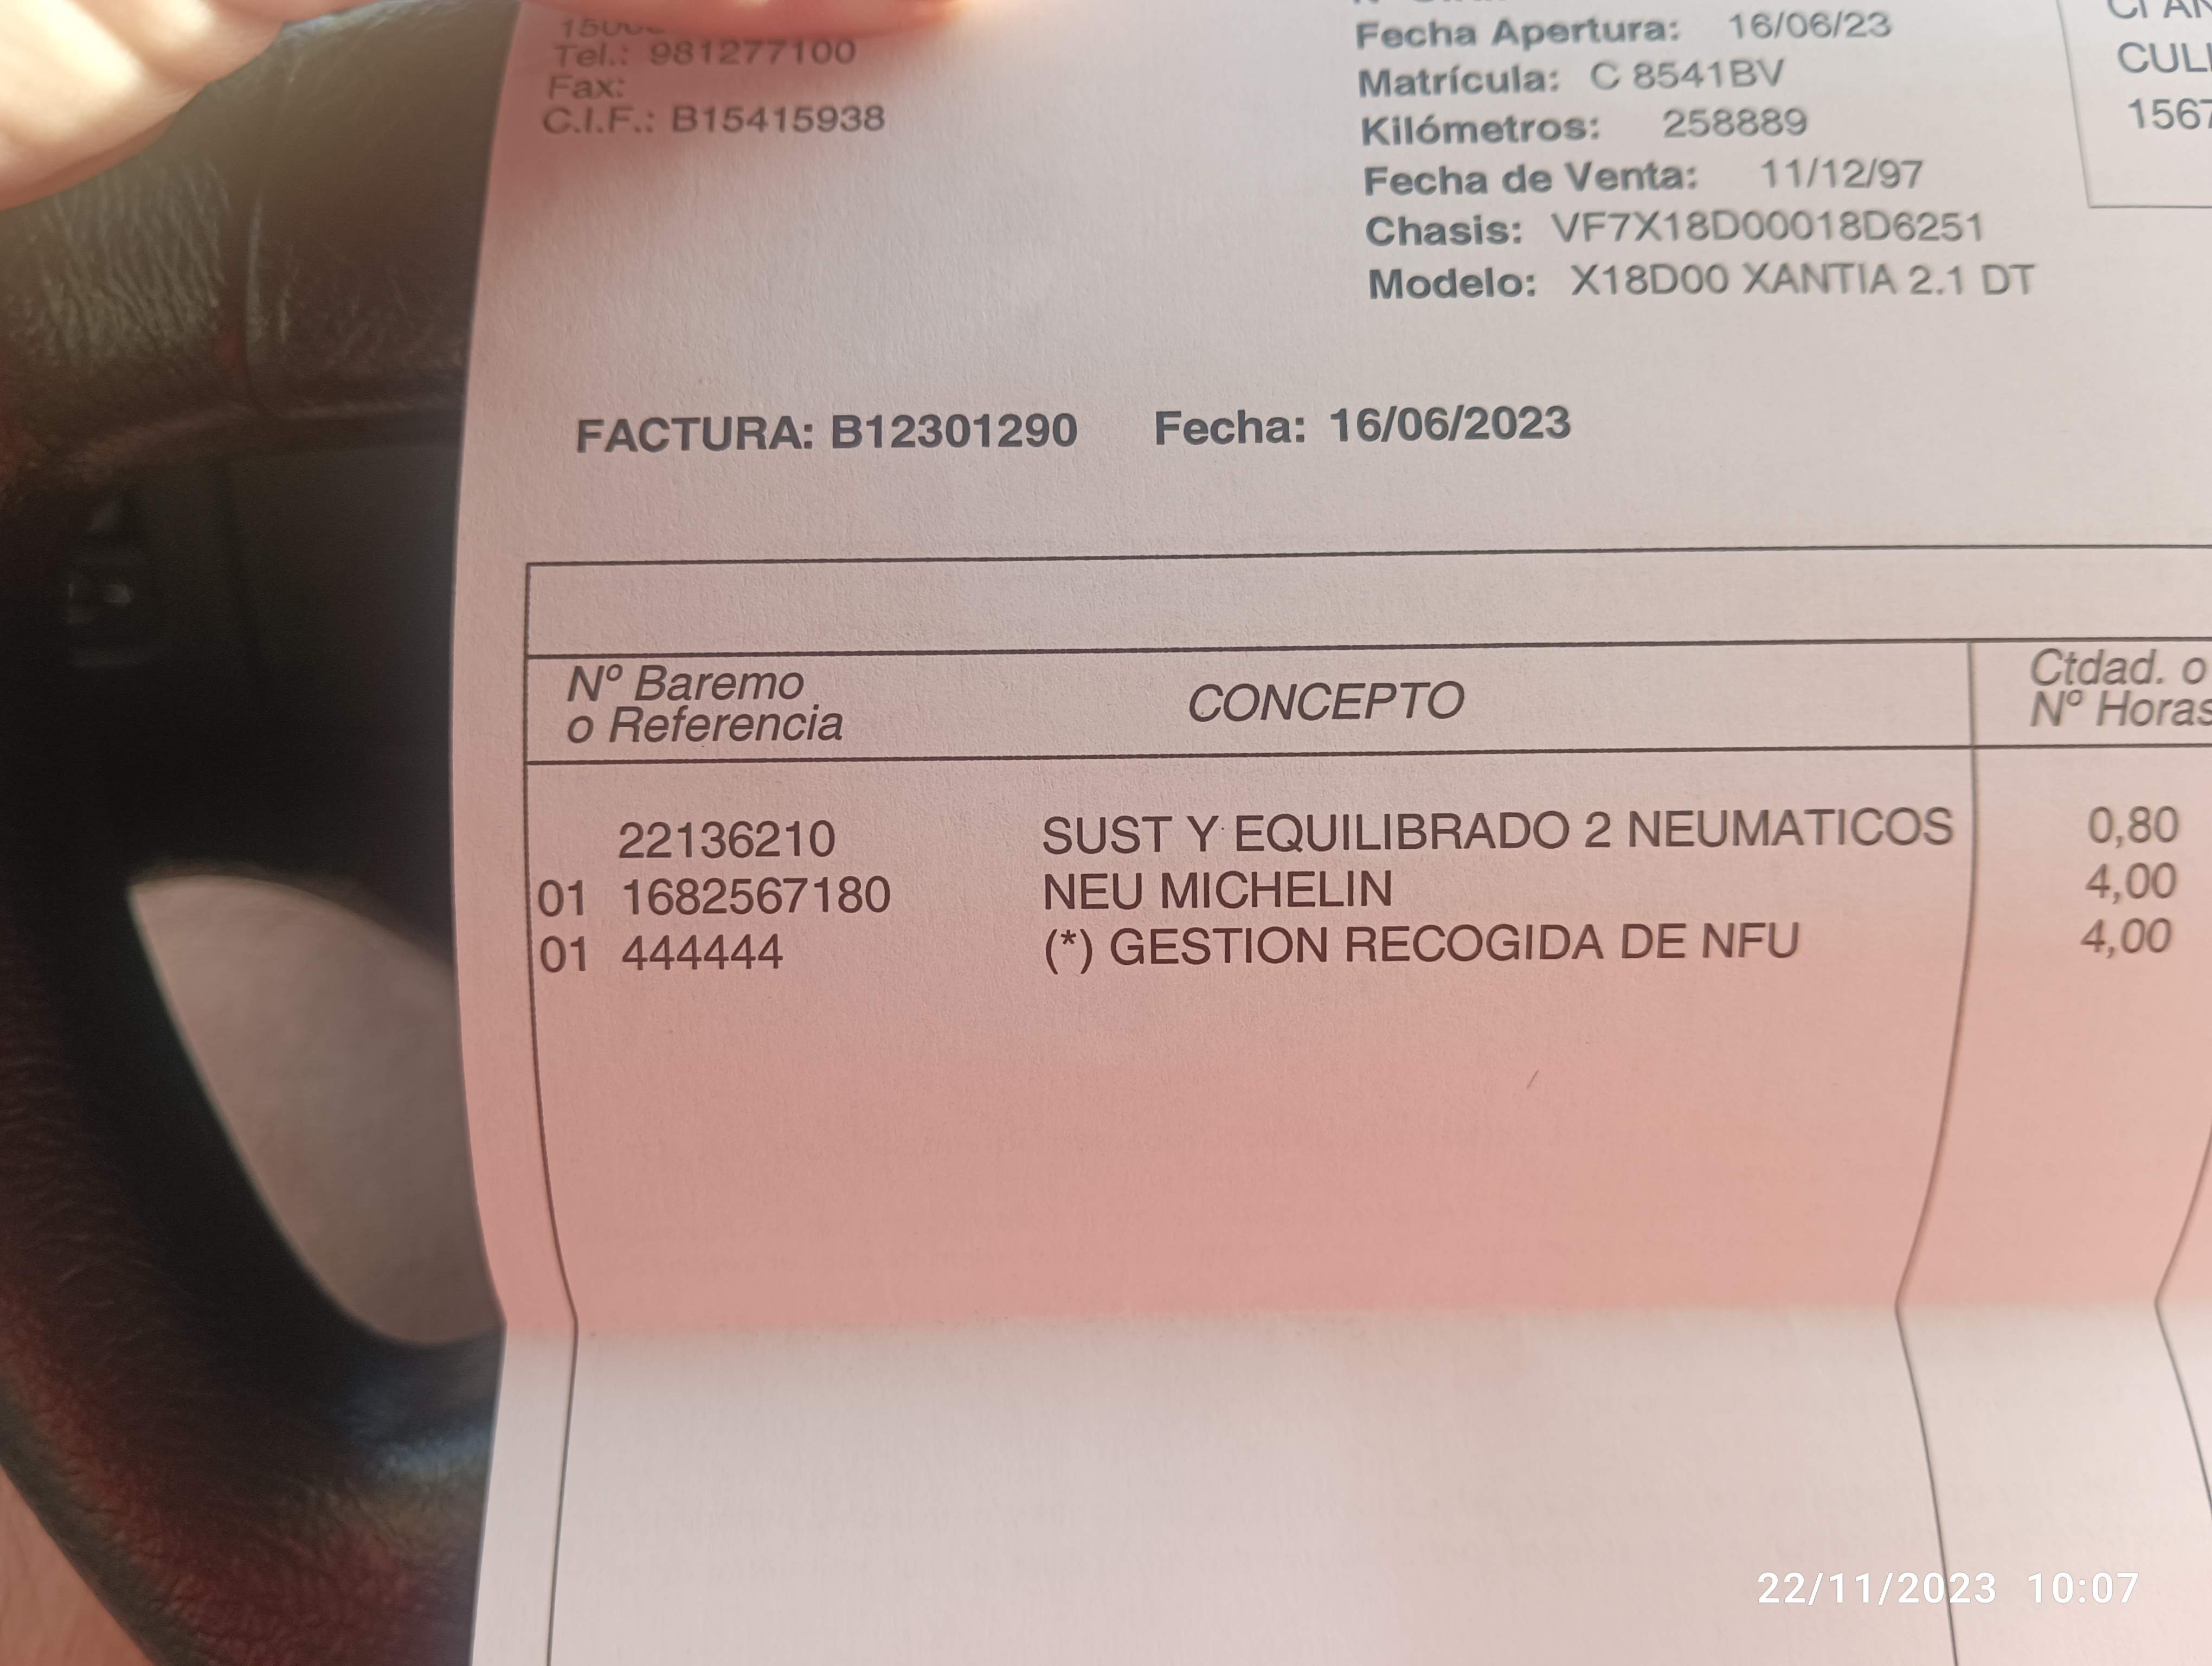 Tel.: 981277100
Fax:
C.I.F.: B15415938
Fecha Apertura: 16/06/23
Matrícula: C 8541BV
Kilómetros: 258889
Fecha de Venta: 11/12/97
Chasis: VF7X18D00018D6251
Modelo: X18D00 XANTIA 2.1 DT
FACTURA: B12301290 Fecha: 16/06/2023
Nº Baremo
o Referencia
CONCEPTO
Ctdad. o
Nº Horas
22136210 SUST Y EQUILIBRADO 2 NEUMATICOS 0,80
01 1682567180 NEU MICHELIN 4,00
01 444444 (*) GESTION RECOGIDA DE NFU 4,00
22/11/2023 10:07